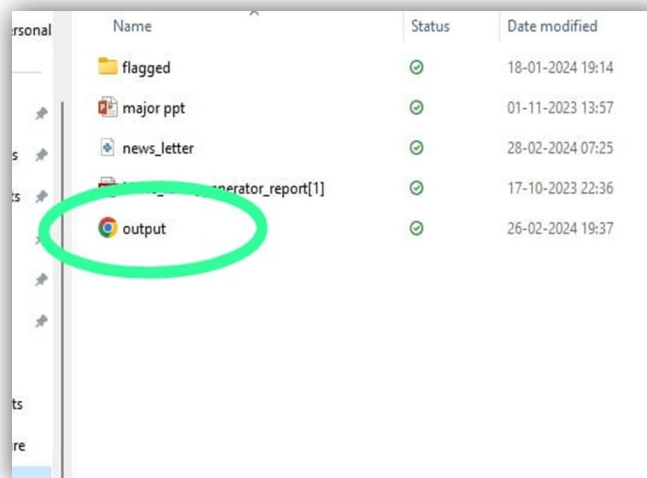 ersonal Name Status Date modified
flagged 18-01-2024 19:14
major ppt 01-11-2023 13:57
s news_letter 28-02-2024 07:25
ts enerator_report[1] 17-10-2023 22:36
output 26-02-2024 19:37
ts
re